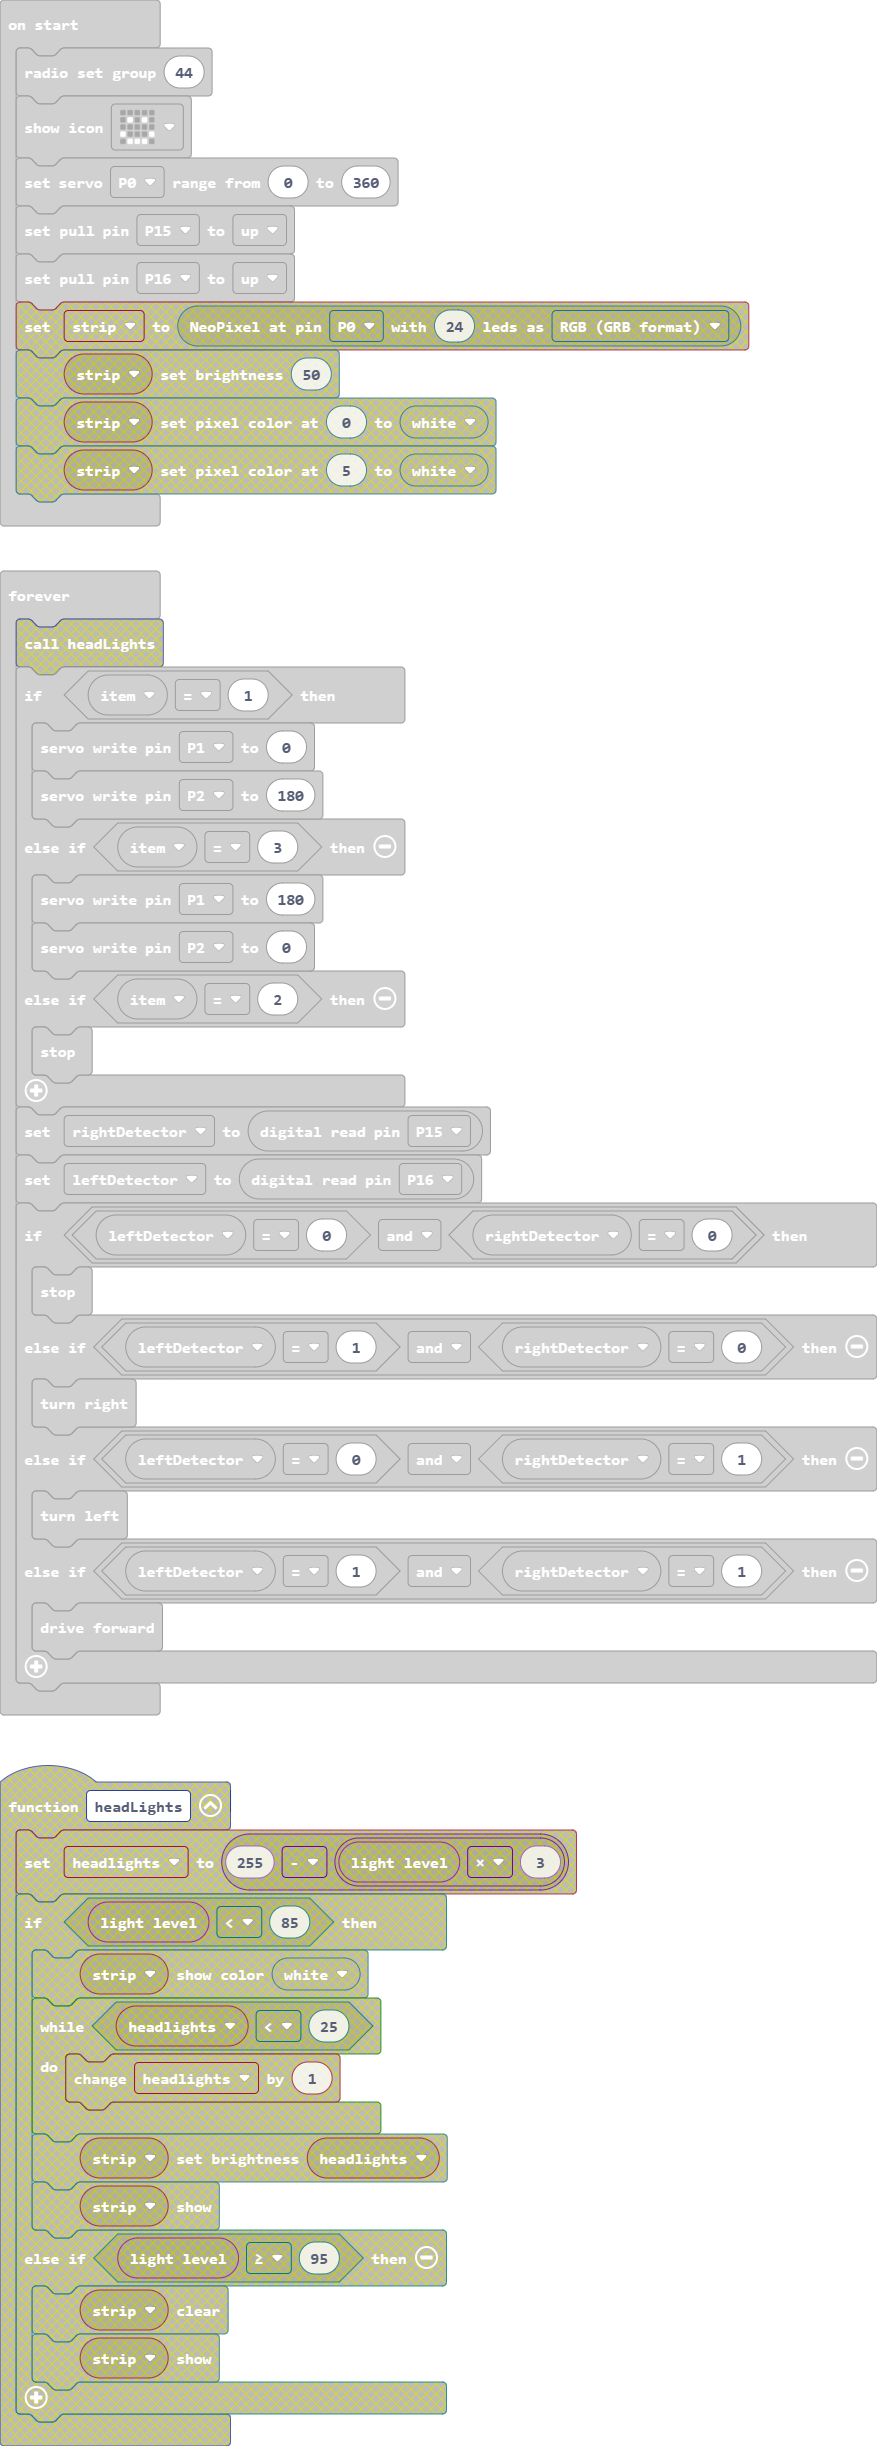 on start
radio set group 44
show icon
set servo P0 range from 0 to 360
set pull pin P15 to up
set pull pin P16 to up
set strip to NeoPixel at pin P0 with 24 leds as RGB (GRB format)
strip set brightness 50
strip set pixel color at 0 to white
strip set pixel color at 5 to white
forever
call headLights
if item = 1 then
servo write pin P1 to 0
servo write pin P2 to 180
else if item = 3 then
servo write pin P1 to 180
servo write pin P2 to 0
else if item = 2 then
stop
set rightDetector to digital read pin P15
set leftDetector to digital read pin P16
if leftDetector = 0 and rightDetector = 0 then
stop
else if leftDetector = 1 and rightDetector = 0 then
turn right
else if leftDetector = 0 and rightDetector = 1 then
turn left
else if leftDetector = 1 and rightDetector = 1 then
drive forward
function headLights
set headlights to 255 - light level × 3
if light level < 85 then
strip show color white
while headlights < 25
do change headlights by 1
strip set brightness headlights
strip show
else if light level ≥ 95 then
strip clear
strip show